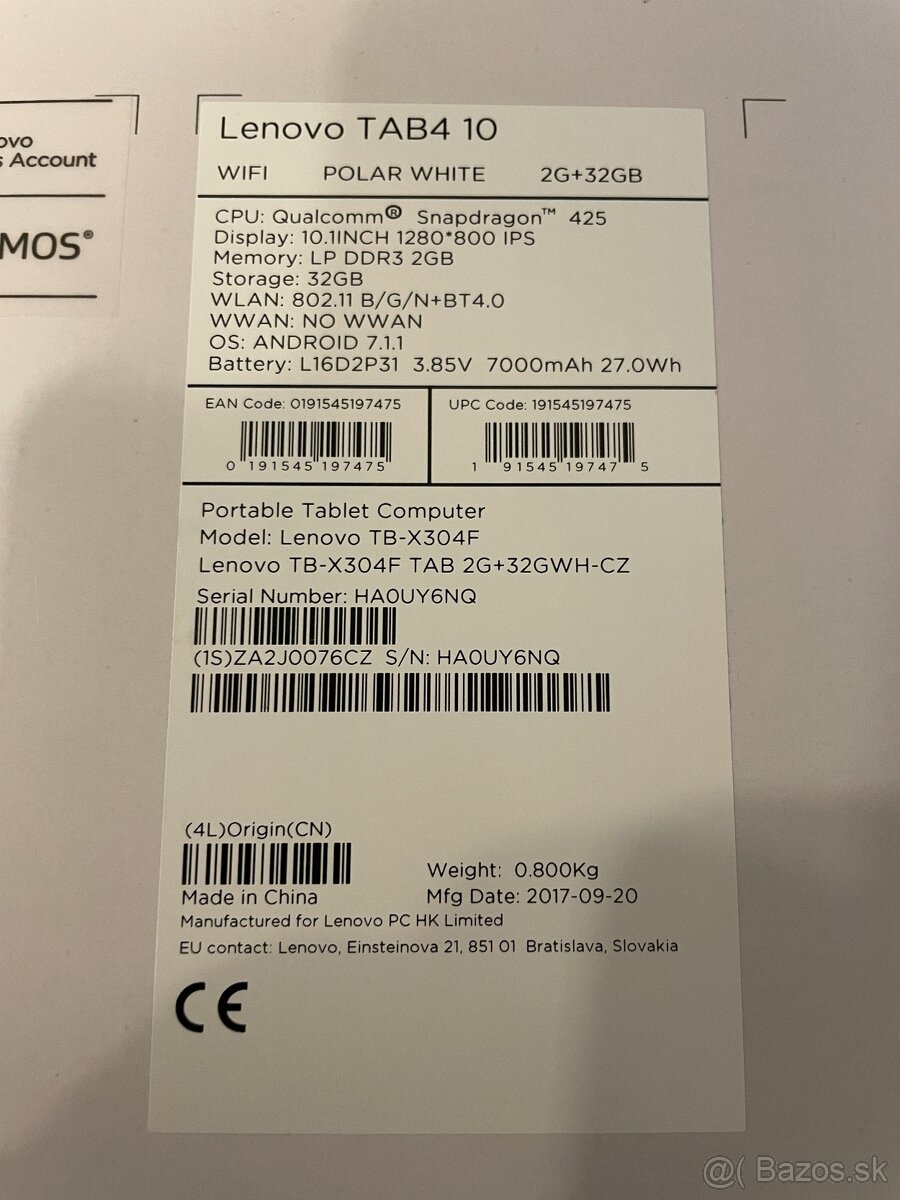 ovo
s Account
MOS®
Lenovo TAB4 10
WIFI POLAR WHITE 2G+32GB
CPU: Qualcomm® Snapdragon™ 425
Display: 10.1INCH 1280*800 IPS
Memory: LP DDR3 2GB
Storage: 32GB
WLAN: 802.11 B/G/N+BT4.0
WWAN: NO WWAN
OS: ANDROID 7.1.1
Battery: L16D2P31 3.85V 7000mAh 27.0Wh
EAN Code: 0191545197475 UPC Code: 191545197475
0 191545 197475 1 91545 19747 5
Portable Tablet Computer
Model: Lenovo TB-X304F
Lenovo TB-X304F TAB 2G+32GWH-CZ
Serial Number: HA0UY6NQ
(1S)ZA2J0076CZ S/N: HA0UY6NQ
(4L)Origin(CN)
Weight: 0.800Kg
Made in China Mfg Date: 2017-09-20
Manufactured for Lenovo PC HK Limited
EU contact: Lenovo, Einsteinova 21, 851 01 Bratislava, Slovakia
CE
@( Bazos.sk